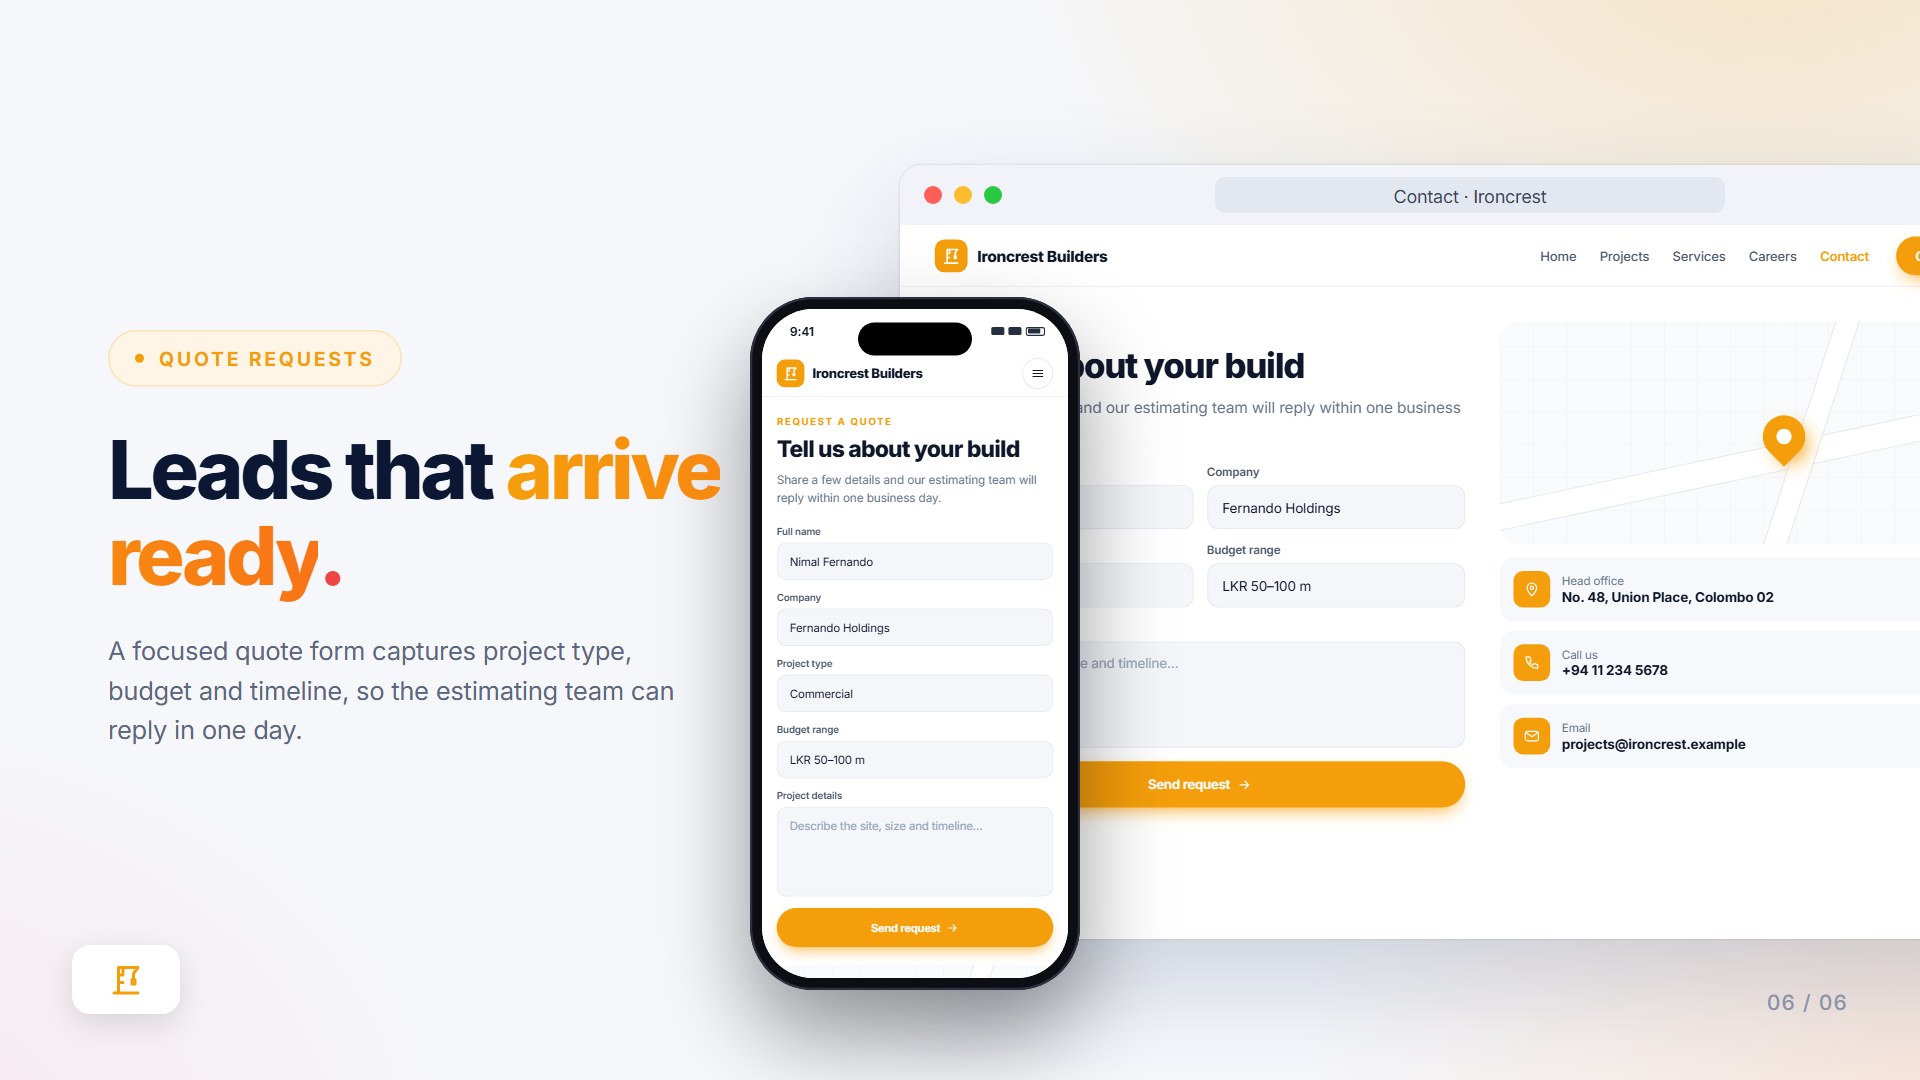 QUOTE REQUESTS
Leads that arrive
ready.
A focused quote form captures project type,
budget and timeline, so the estimating team can
reply in one day.
9:41
Ironcrest Builders
REQUEST A QUOTE
Tell us about your build
Share a few details and our estimating team will
reply within one business day.
Full name
Nimal Fernando
Company
Fernando Holdings
Project type
Commercial
Budget range
LKR 50–100 m
Project details
Describe the site, size and timeline...
Send request →
Contact · Ironcrest
Ironcrest Builders
Home Projects Services Careers Contact
out your build
and our estimating team will reply within one business
Company
Fernando Holdings
Budget range
LKR 50–100 m
e and timeline...
Send request →
Head office
No. 48, Union Place, Colombo 02
Call us
+94 11 234 5678
Email
projects@ironcrest.example
06 / 06